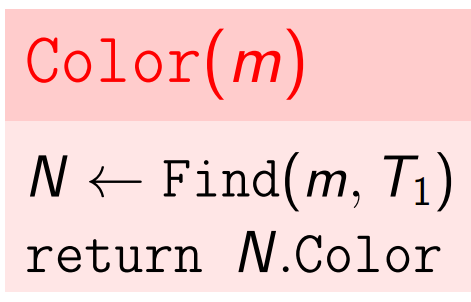 Color(m)
N ← Find(m, T₁)
return N.Color